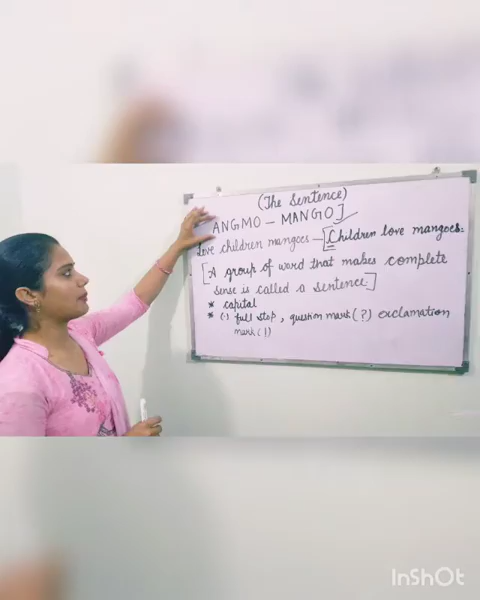 (The Sentence)
ANGMO – MANGO]
Love children mangoes – [Children love mangoes.
[A group of word that makes complete
sense is called a sentence.]
* capital
* (.) full stop, question mark (?) exclamation
mark (!)
InShOt